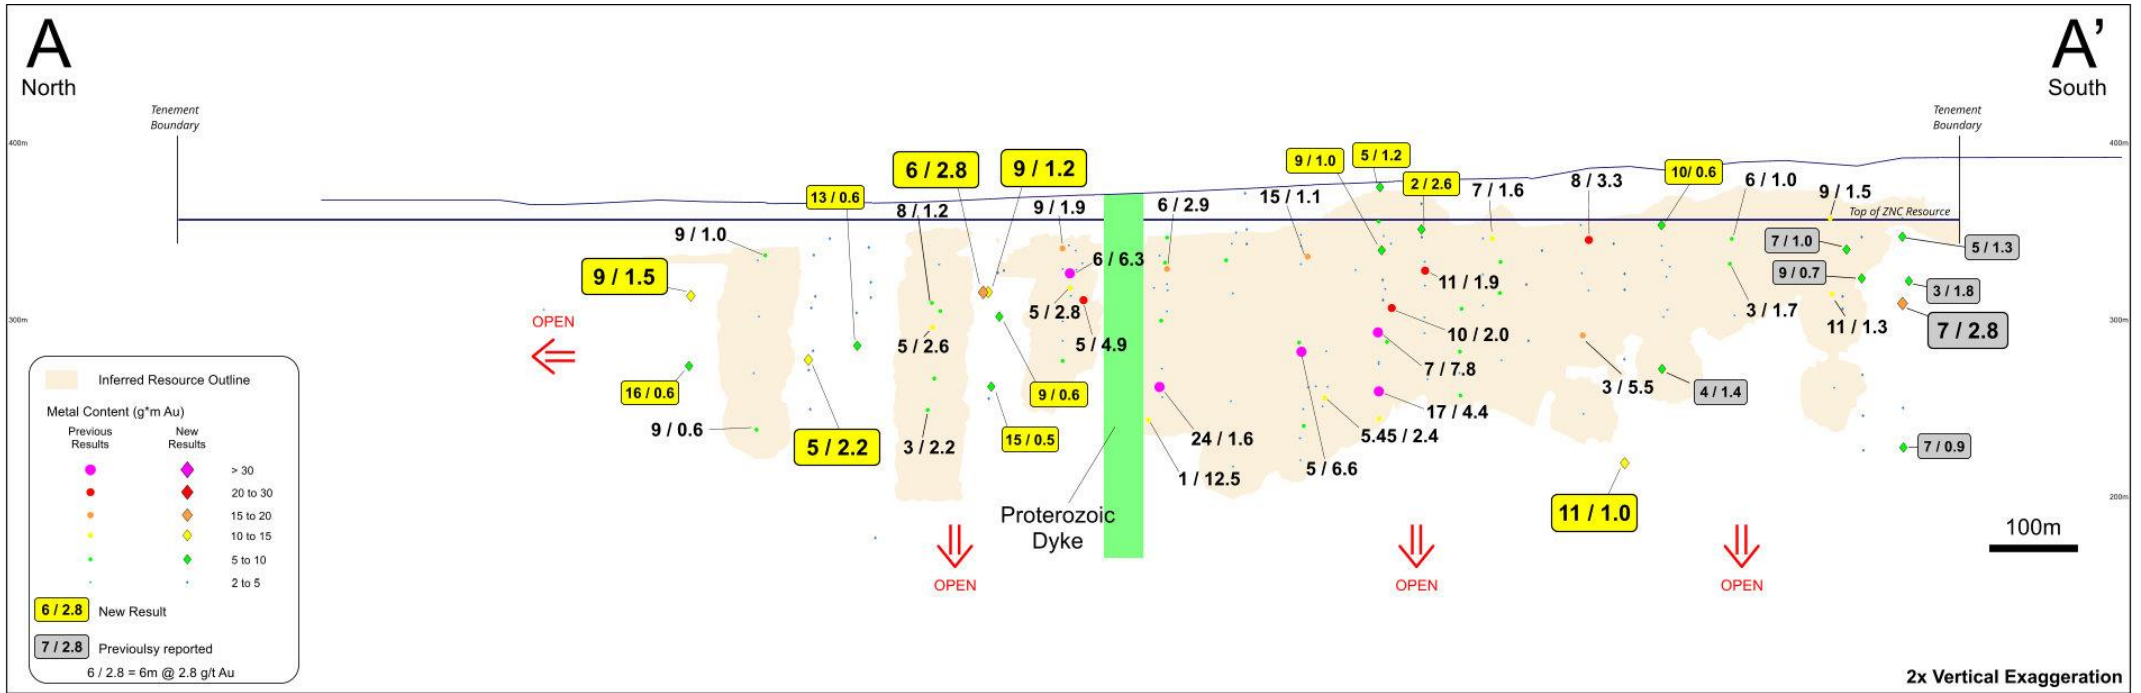 A
North
A’
South
Tenement
Boundary
Tenement
Boundary
400m
400m
6 / 2.8
9 / 1.2
9 / 1.0
5 / 1.2
13 / 0.6
8 / 1.2
9 / 1.9
6 / 2.9
15 / 1.1
2 / 2.6
7 / 1.6
8 / 3.3
10/ 0.6
6 / 1.0
9 / 1.5
Top of ZNC Resource
9 / 1.0
7 / 1.0
5 / 1.3
9 / 1.5
6 / 6.3
11 / 1.9
9 / 0.7
3 / 1.8
300m
300m
OPEN
5 / 2.8
3 / 1.7
11 / 1.3
7 / 2.8
5 / 2.6
5 / 4.9
10 / 2.0
7 / 7.8
3 / 5.5
4 / 1.4
16 / 0.6
9 / 0.6
9 / 0.6
17 / 4.4
5 / 2.2
3 / 2.2
15 / 0.5
24 / 1.6
5.45 / 2.4
7 / 0.9
5 / 6.6
1 / 12.5
11 / 1.0
200m
Proterozoic
Dyke
100m
OPEN
OPEN
OPEN
Inferred Resource Outline
Metal Content (g*m Au)
Previous
Results
New
Results
> 30
20 to 30
15 to 20
10 to 15
5 to 10
2 to 5
6 / 2.8 New Result
7 / 2.8 Previoulsy reported
6 / 2.8 = 6m @ 2.8 g/t Au
2x Vertical Exaggeration